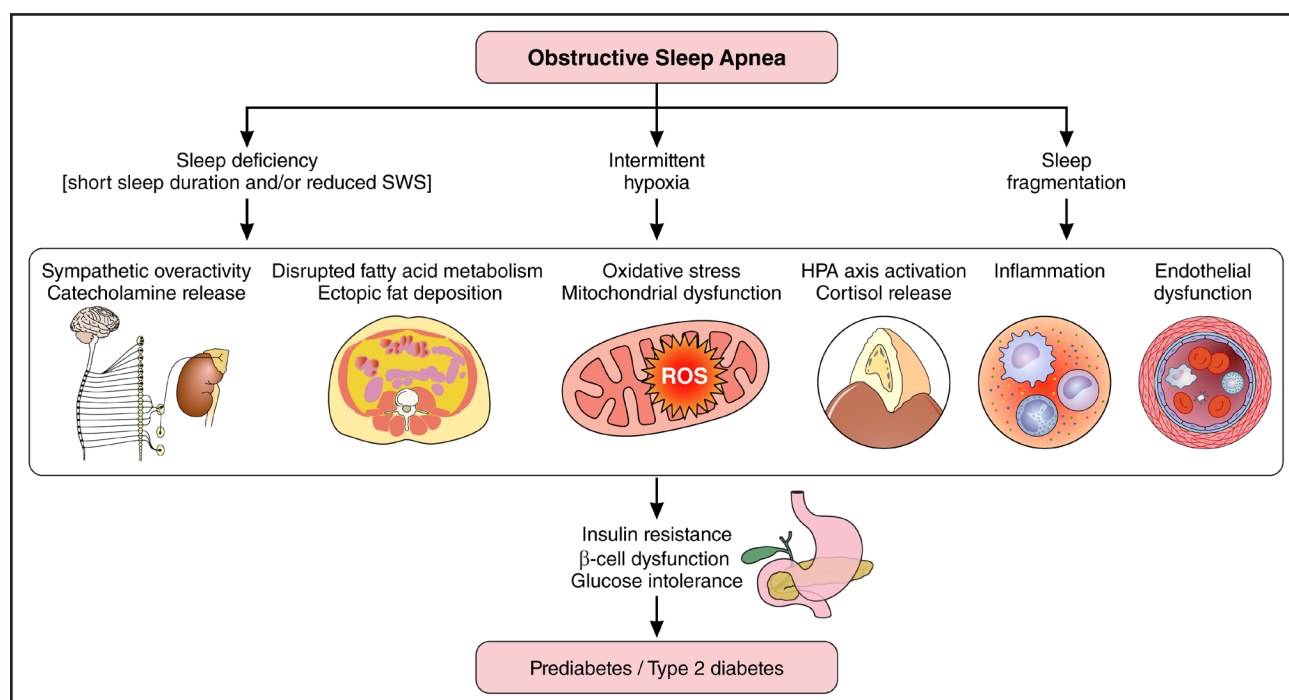 Obstructive Sleep Apnea
Sleep deficiency
[short sleep duration and/or reduced SWS]
Intermittent
hypoxia
Sleep
fragmentation
Sympathetic overactivity
Catecholamine release
Disrupted fatty acid metabolism
Ectopic fat deposition
Oxidative stress
Mitochondrial dysfunction
HPA axis activation
Cortisol release
Inflammation
Endothelial
dysfunction
ROS
Insulin resistance
β-cell dysfunction
Glucose intolerance
Prediabetes / Type 2 diabetes